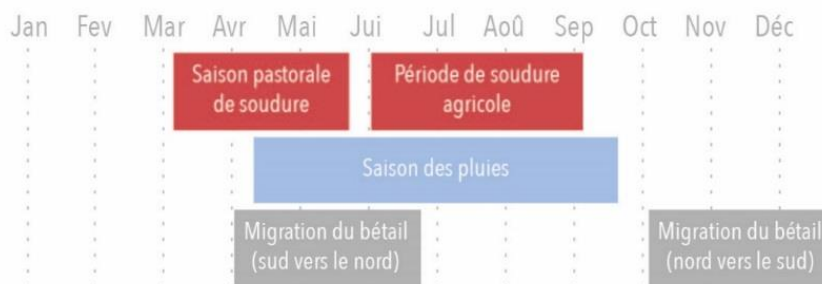 Jan Fev Mar Avr Mai Jui Jul Aoû Sep Oct Nov Déc
Saison pastorale
de soudure
Période de soudure
agricole
Saison des pluies
Migration du bétail
(sud vers le nord)
Migration du bétail
(nord vers le sud)